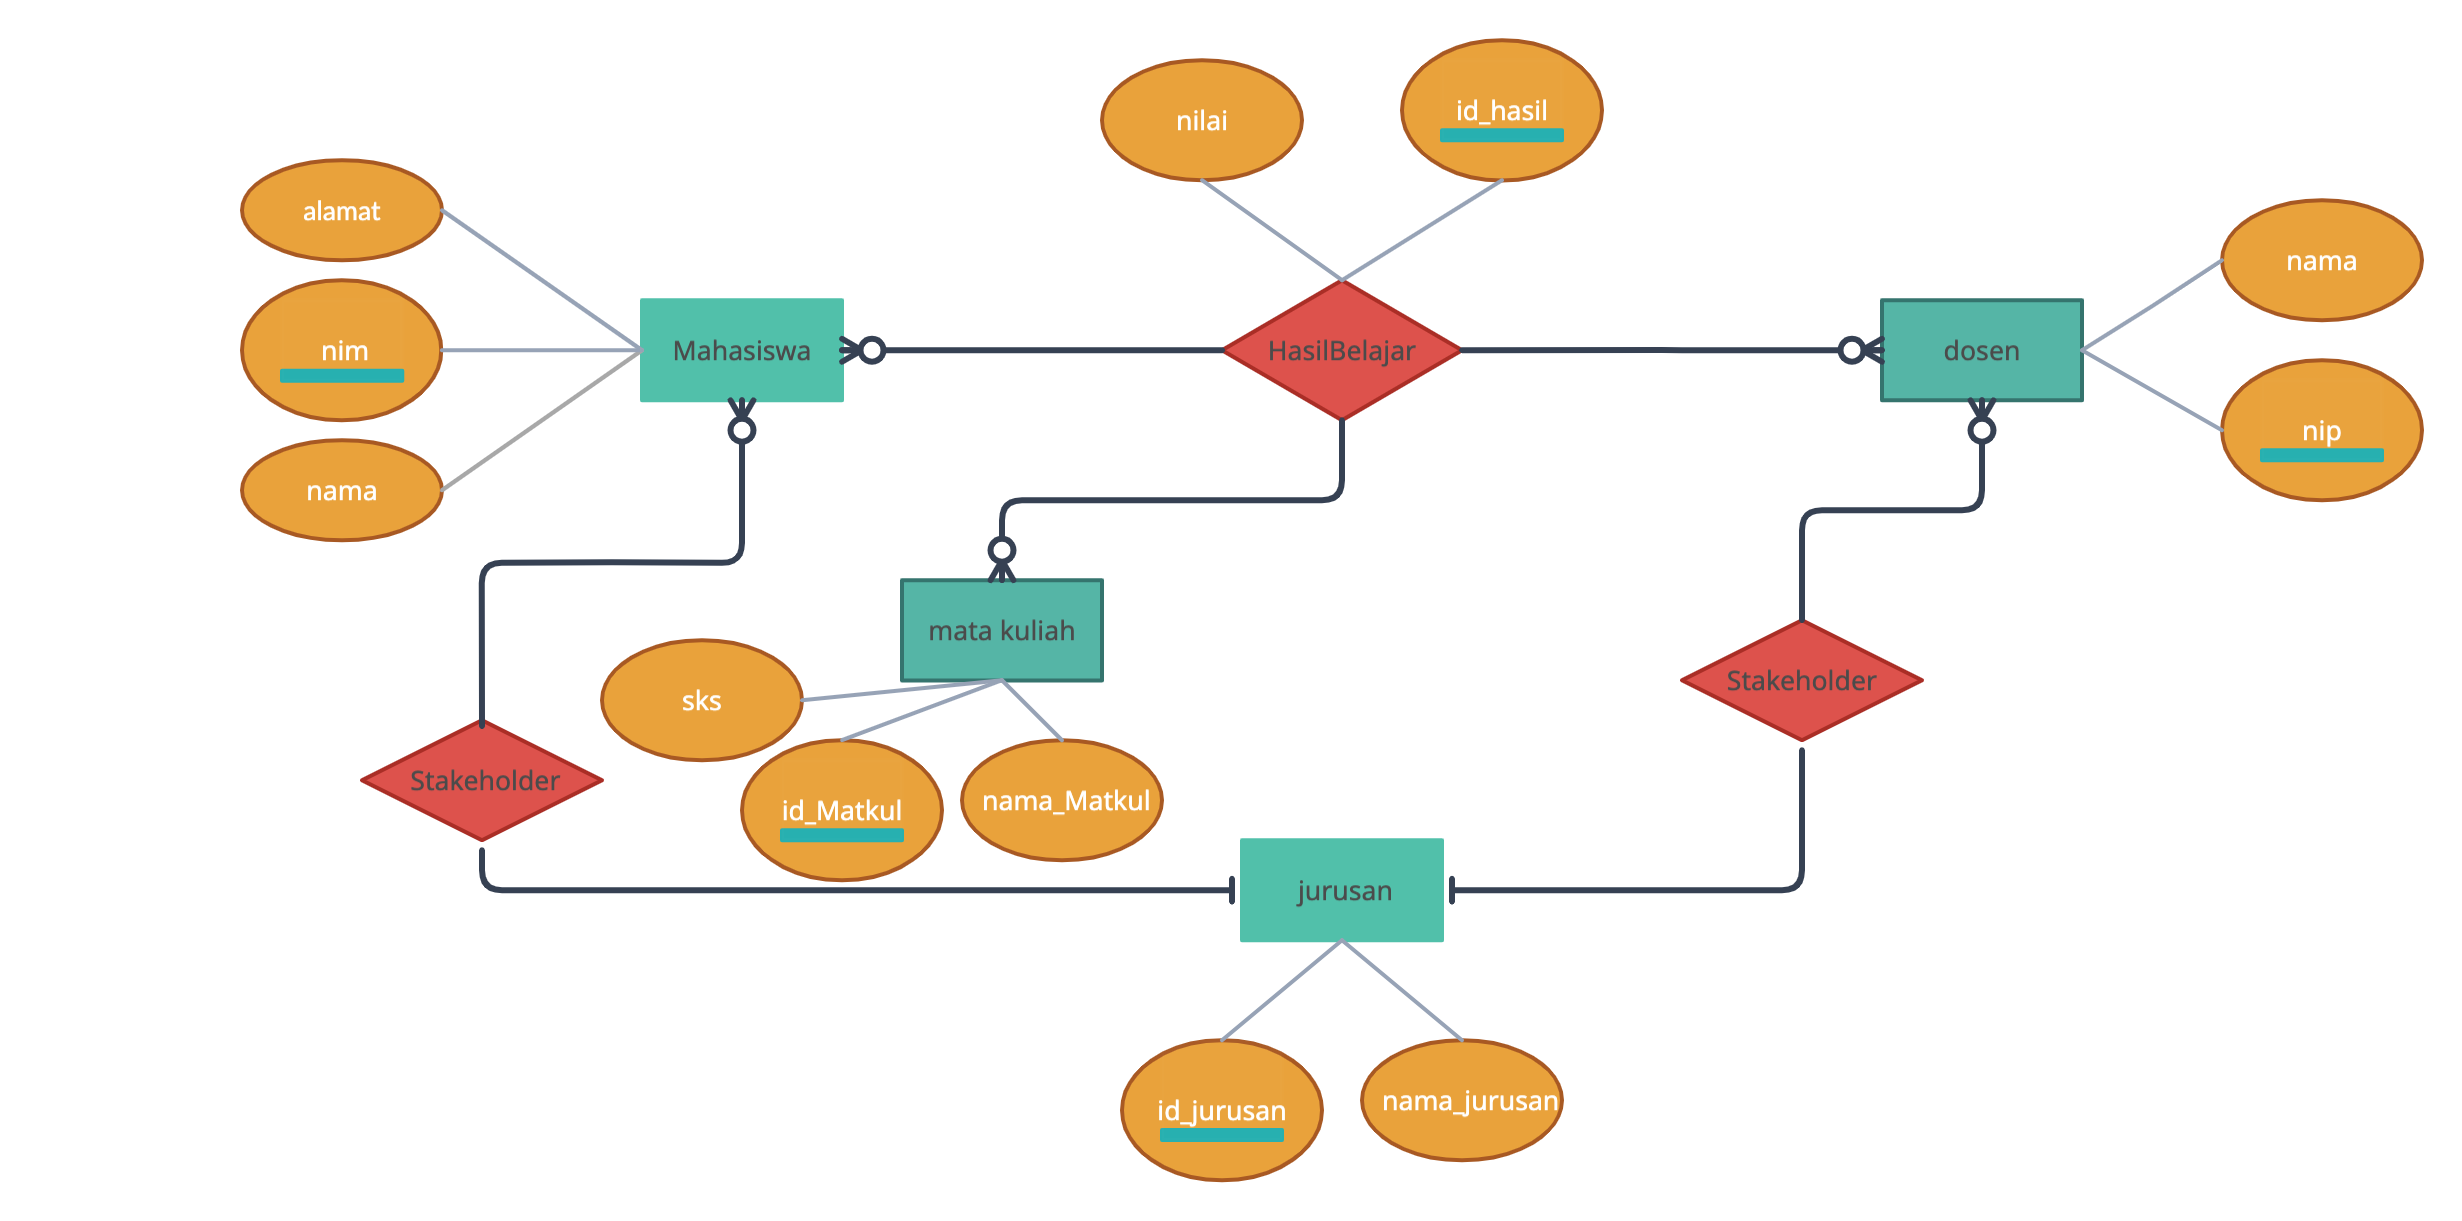 nilai
id_hasil
alamat
nama
nim
Mahasiswa
HasilBelajar
dosen
nip
nama
mata kuliah
sks
Stakeholder
Stakeholder
id_Matkul
nama_Matkul
jurusan
id_jurusan
nama_jurusan